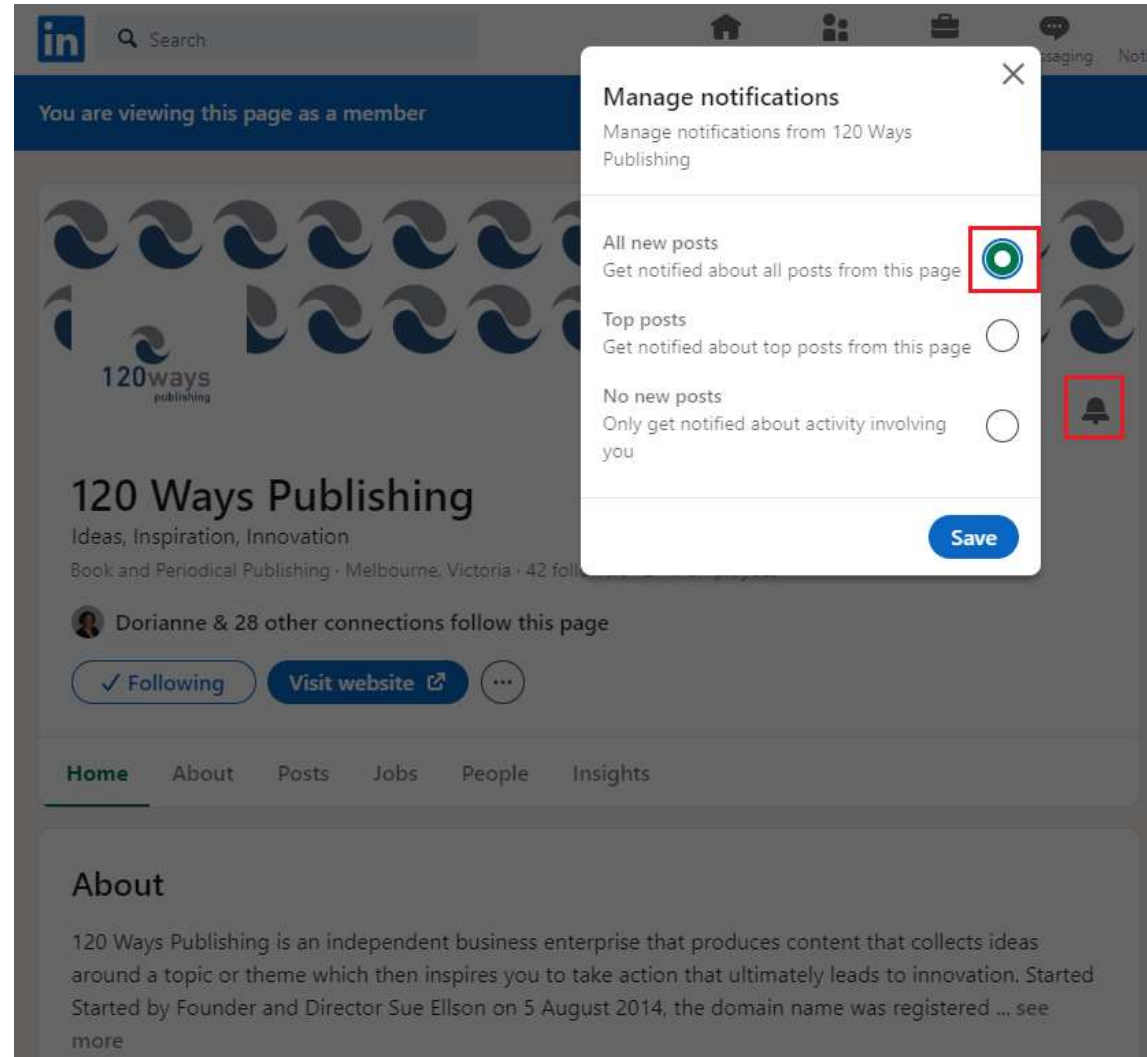 in
Search
ssaging Noti
You are viewing this page as a member
Manage notifications
Manage notifications from 120 Ways
Publishing
All new posts
Get notified about all posts from this page
Top posts
Get notified about top posts from this page
No new posts
Only get notified about activity involving
you
Save
120ways
publishing
120 Ways Publishing
Ideas, Inspiration, Innovation
Book and Periodical Publishing · Melbourne, Victoria · 42
Dorianne & 28 other connections follow this page
✓ Following
Visit website
Home About Posts Jobs People Insights
About
120 Ways Publishing is an independent business enterprise that produces content that collects ideas
around a topic or theme which then inspires you to take action that ultimately leads to innovation. Started
Started by Founder and Director Sue Ellson on 5 August 2014, the domain name was registered ... see
more